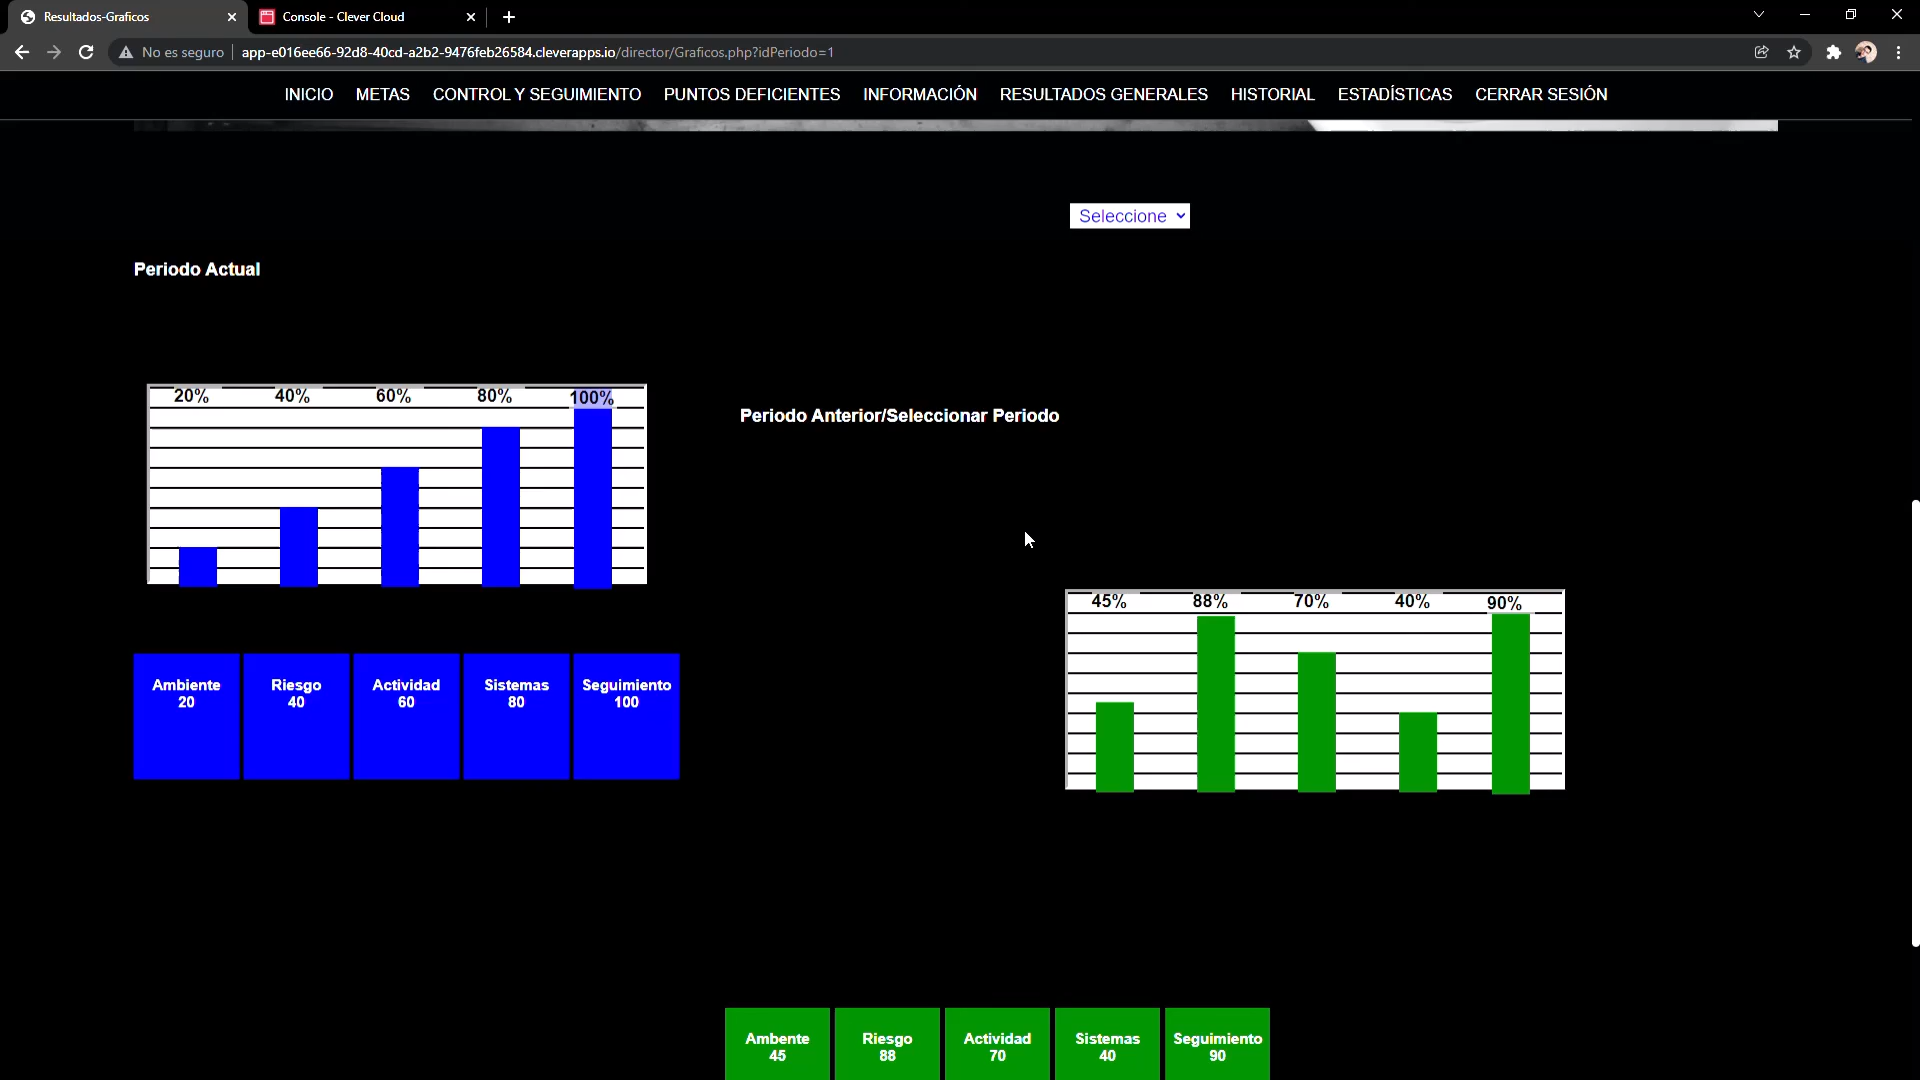 Resultados-Graficos
Console - Clever Cloud
No es seguro
app-e016ee66-92d8-40cd-a2b2-9476feb26584.cleverapps.io/director/Graficos.php?idPeriodo=1
INICIO METAS CONTROL Y SEGUIMIENTO PUNTOS DEFICIENTES INFORMACIÓN RESULTADOS GENERALES HISTORIAL ESTADÍSTICAS CERRAR SESIÓN
Seleccione
Periodo Actual
20% 40% 60% 80% 100%
Periodo Anterior/Seleccionar Periodo
45% 88% 70% 40% 90%
Ambiente Riesgo Actividad Sistemas Seguimiento
20 40 60 80 100
Ambente Riesgo Actividad Sistemas Seguimiento
45 88 70 40 90